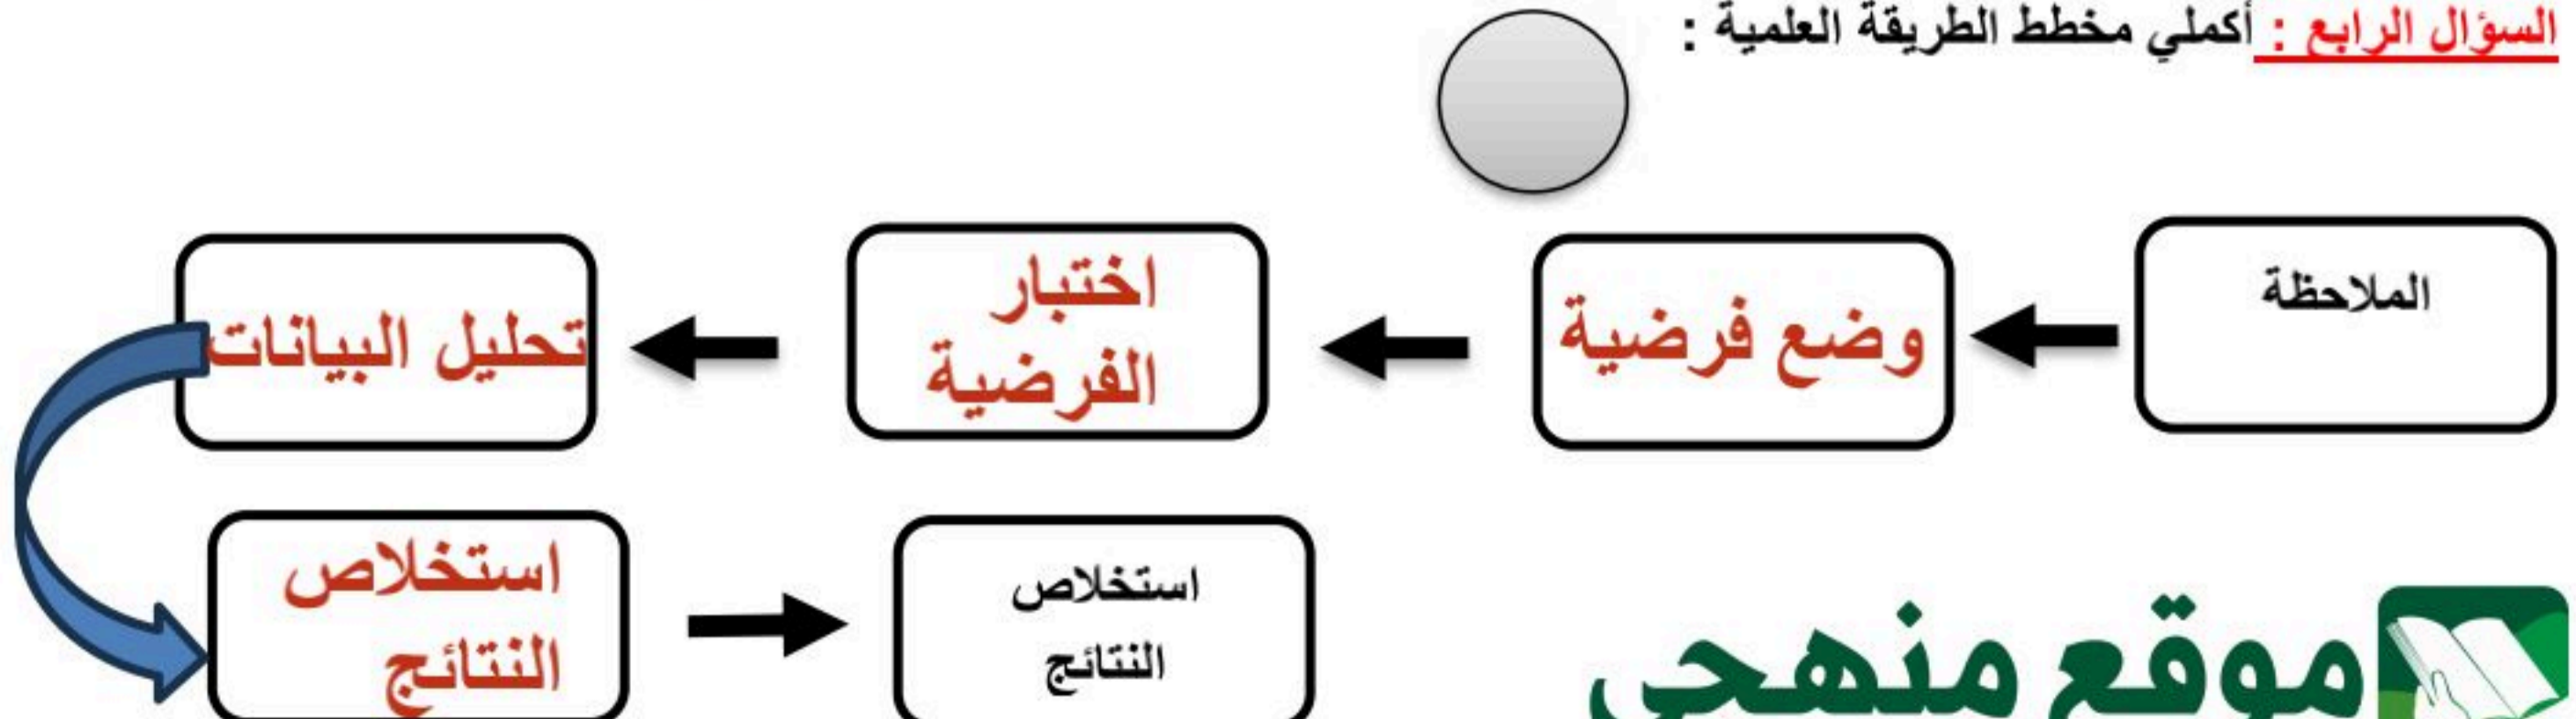 السؤال الرابع : أكملي مخطط الطريقة العلمية :
الملاحظة
وضع فرضية
اختبار
الفرضية
تحليل البيانات
استخلاص
النتائج
استخلاص
النتائج
موقع منهجي